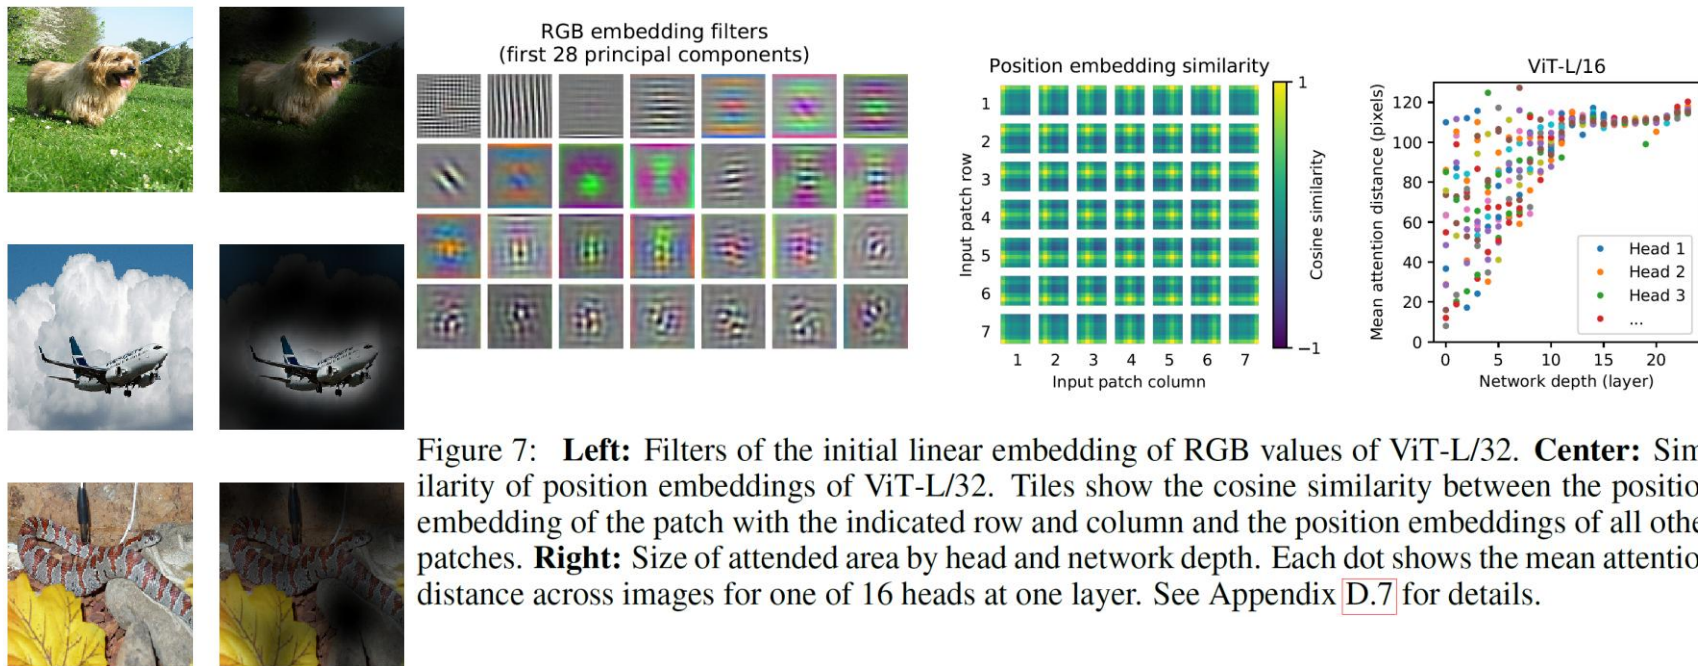 RGB embedding filters
(first 28 principal components)
Position embedding similarity
Input patch row
1
2
3
4
5
6
7
1 2 3 4 5 6 7
Input patch column
1
−1
Cosine similarity
ViT-L/16
Mean attention distance (pixels)
120
100
80
60
40
20
0
Head 1
Head 2
Head 3
...
0 5 10 15 20
Network depth (layer)
Figure 7: Left: Filters of the initial linear embedding of RGB values of ViT-L/32. Center: Sim
ilarity of position embeddings of ViT-L/32. Tiles show the cosine similarity between the positio
embedding of the patch with the indicated row and column and the position embeddings of all othe
patches. Right: Size of attended area by head and network depth. Each dot shows the mean attentio
distance across images for one of 16 heads at one layer. See Appendix D.7 for details.